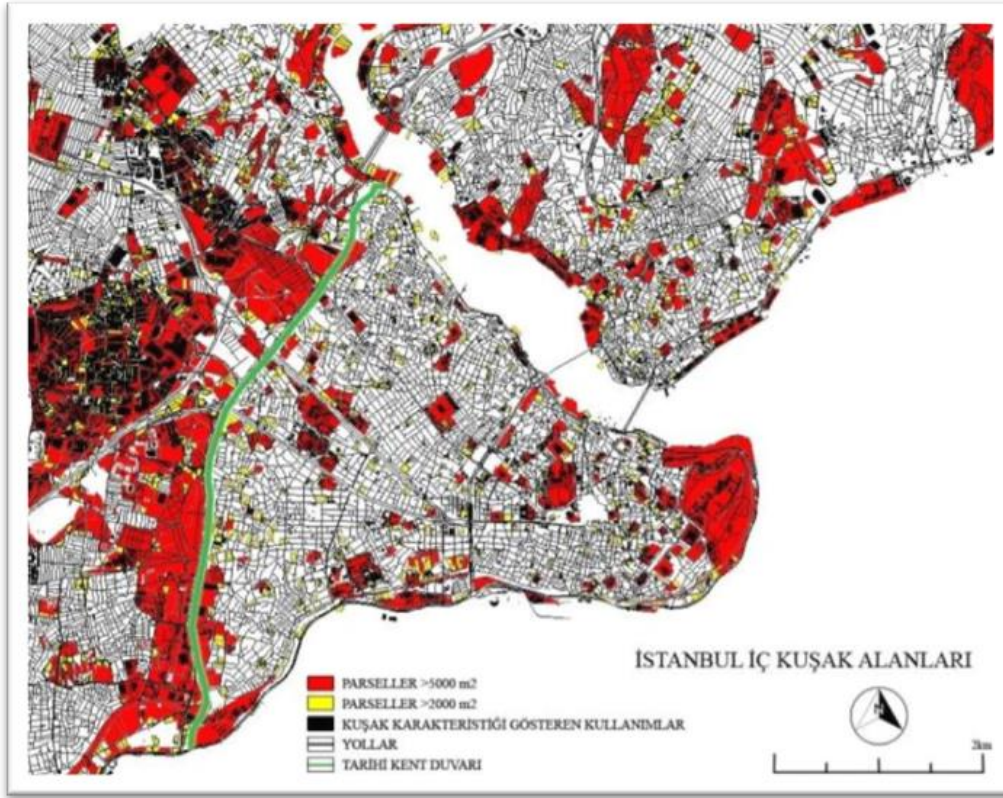 İSTANBUL İÇ KUŞAK ALANLARI
PARSELLER >5000 m2
PARSELLER >2000 m2
KUŞAK KARAKTERİSTİĞİ GÖSTEREN KULLANIMLAR
YOLLAR
TARİHİ KENT DUVARI
N
2km